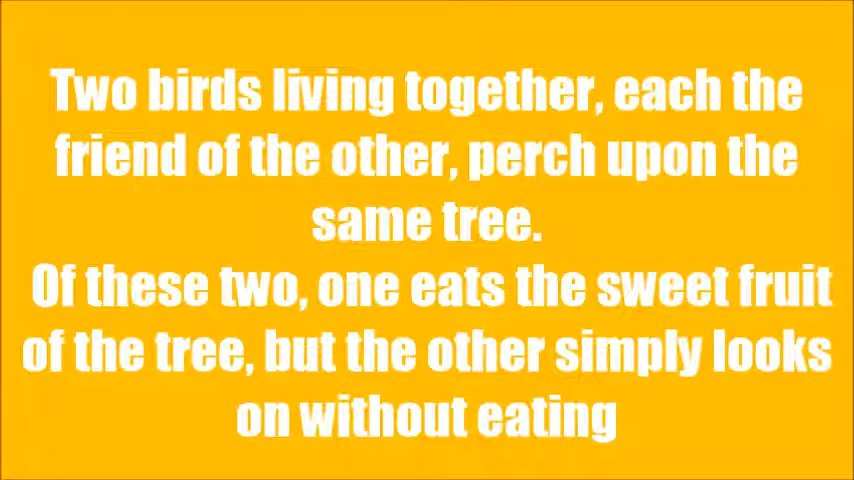 Two birds living together, each the
friend of the other, perch upon the
same tree.
Of these two, one eats the sweet fruit
of the tree, but the other simply looks
on without eating